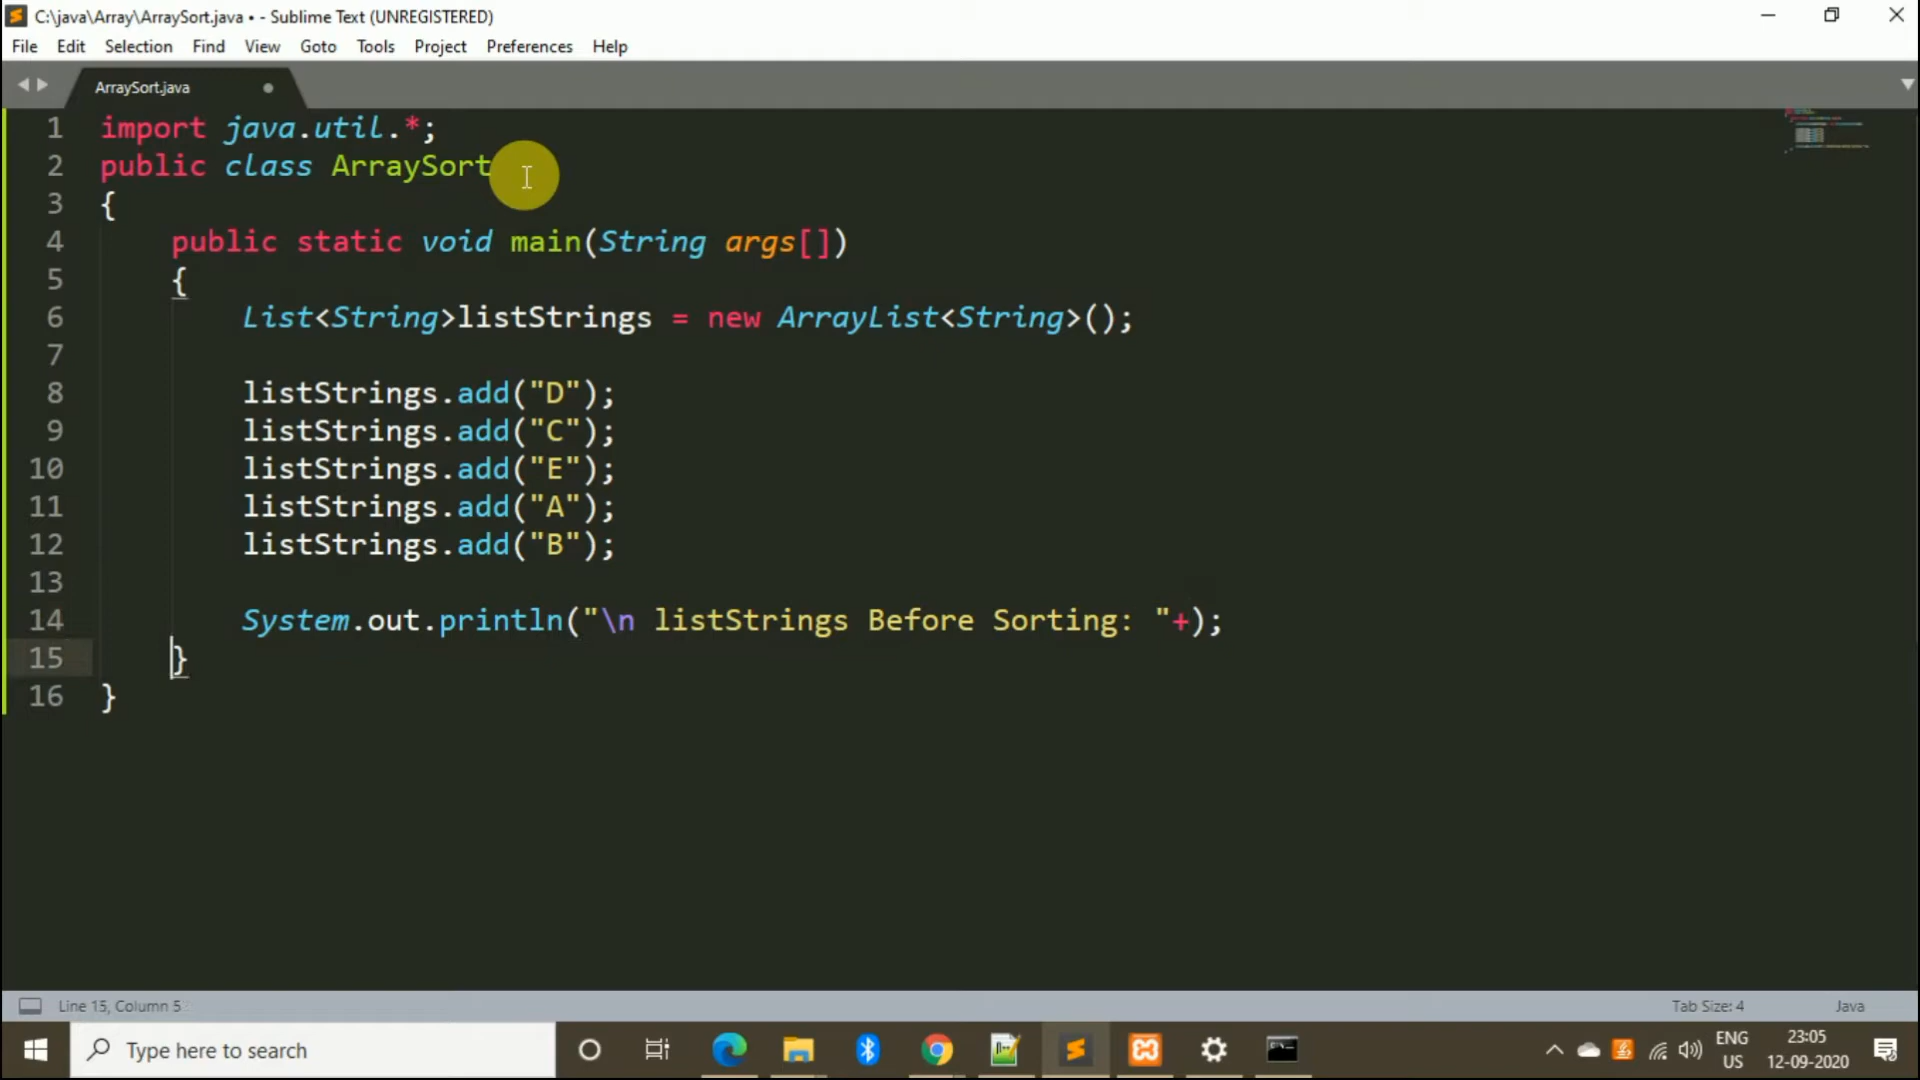 C:\java\Array\ArraySort.java • - Sublime Text (UNREGISTERED)
File Edit Selection Find View Goto Tools Project Preferences Help
ArraySort.java
1 import java.util.*;
2 public class ArraySort
3 {
4 public static void main(String args[])
5 {
6 List<String>listStrings = new ArrayList<String>();
7
8 listStrings.add("D");
9 listStrings.add("C");
10 listStrings.add("E");
11 listStrings.add("A");
12 listStrings.add("B");
13
14 System.out.println("\n listStrings Before Sorting: "+);
15 }
16 }
Line 15, Column 5
Tab Size: 4 Java
Type here to search
ENG
US
23:05
12-09-2020